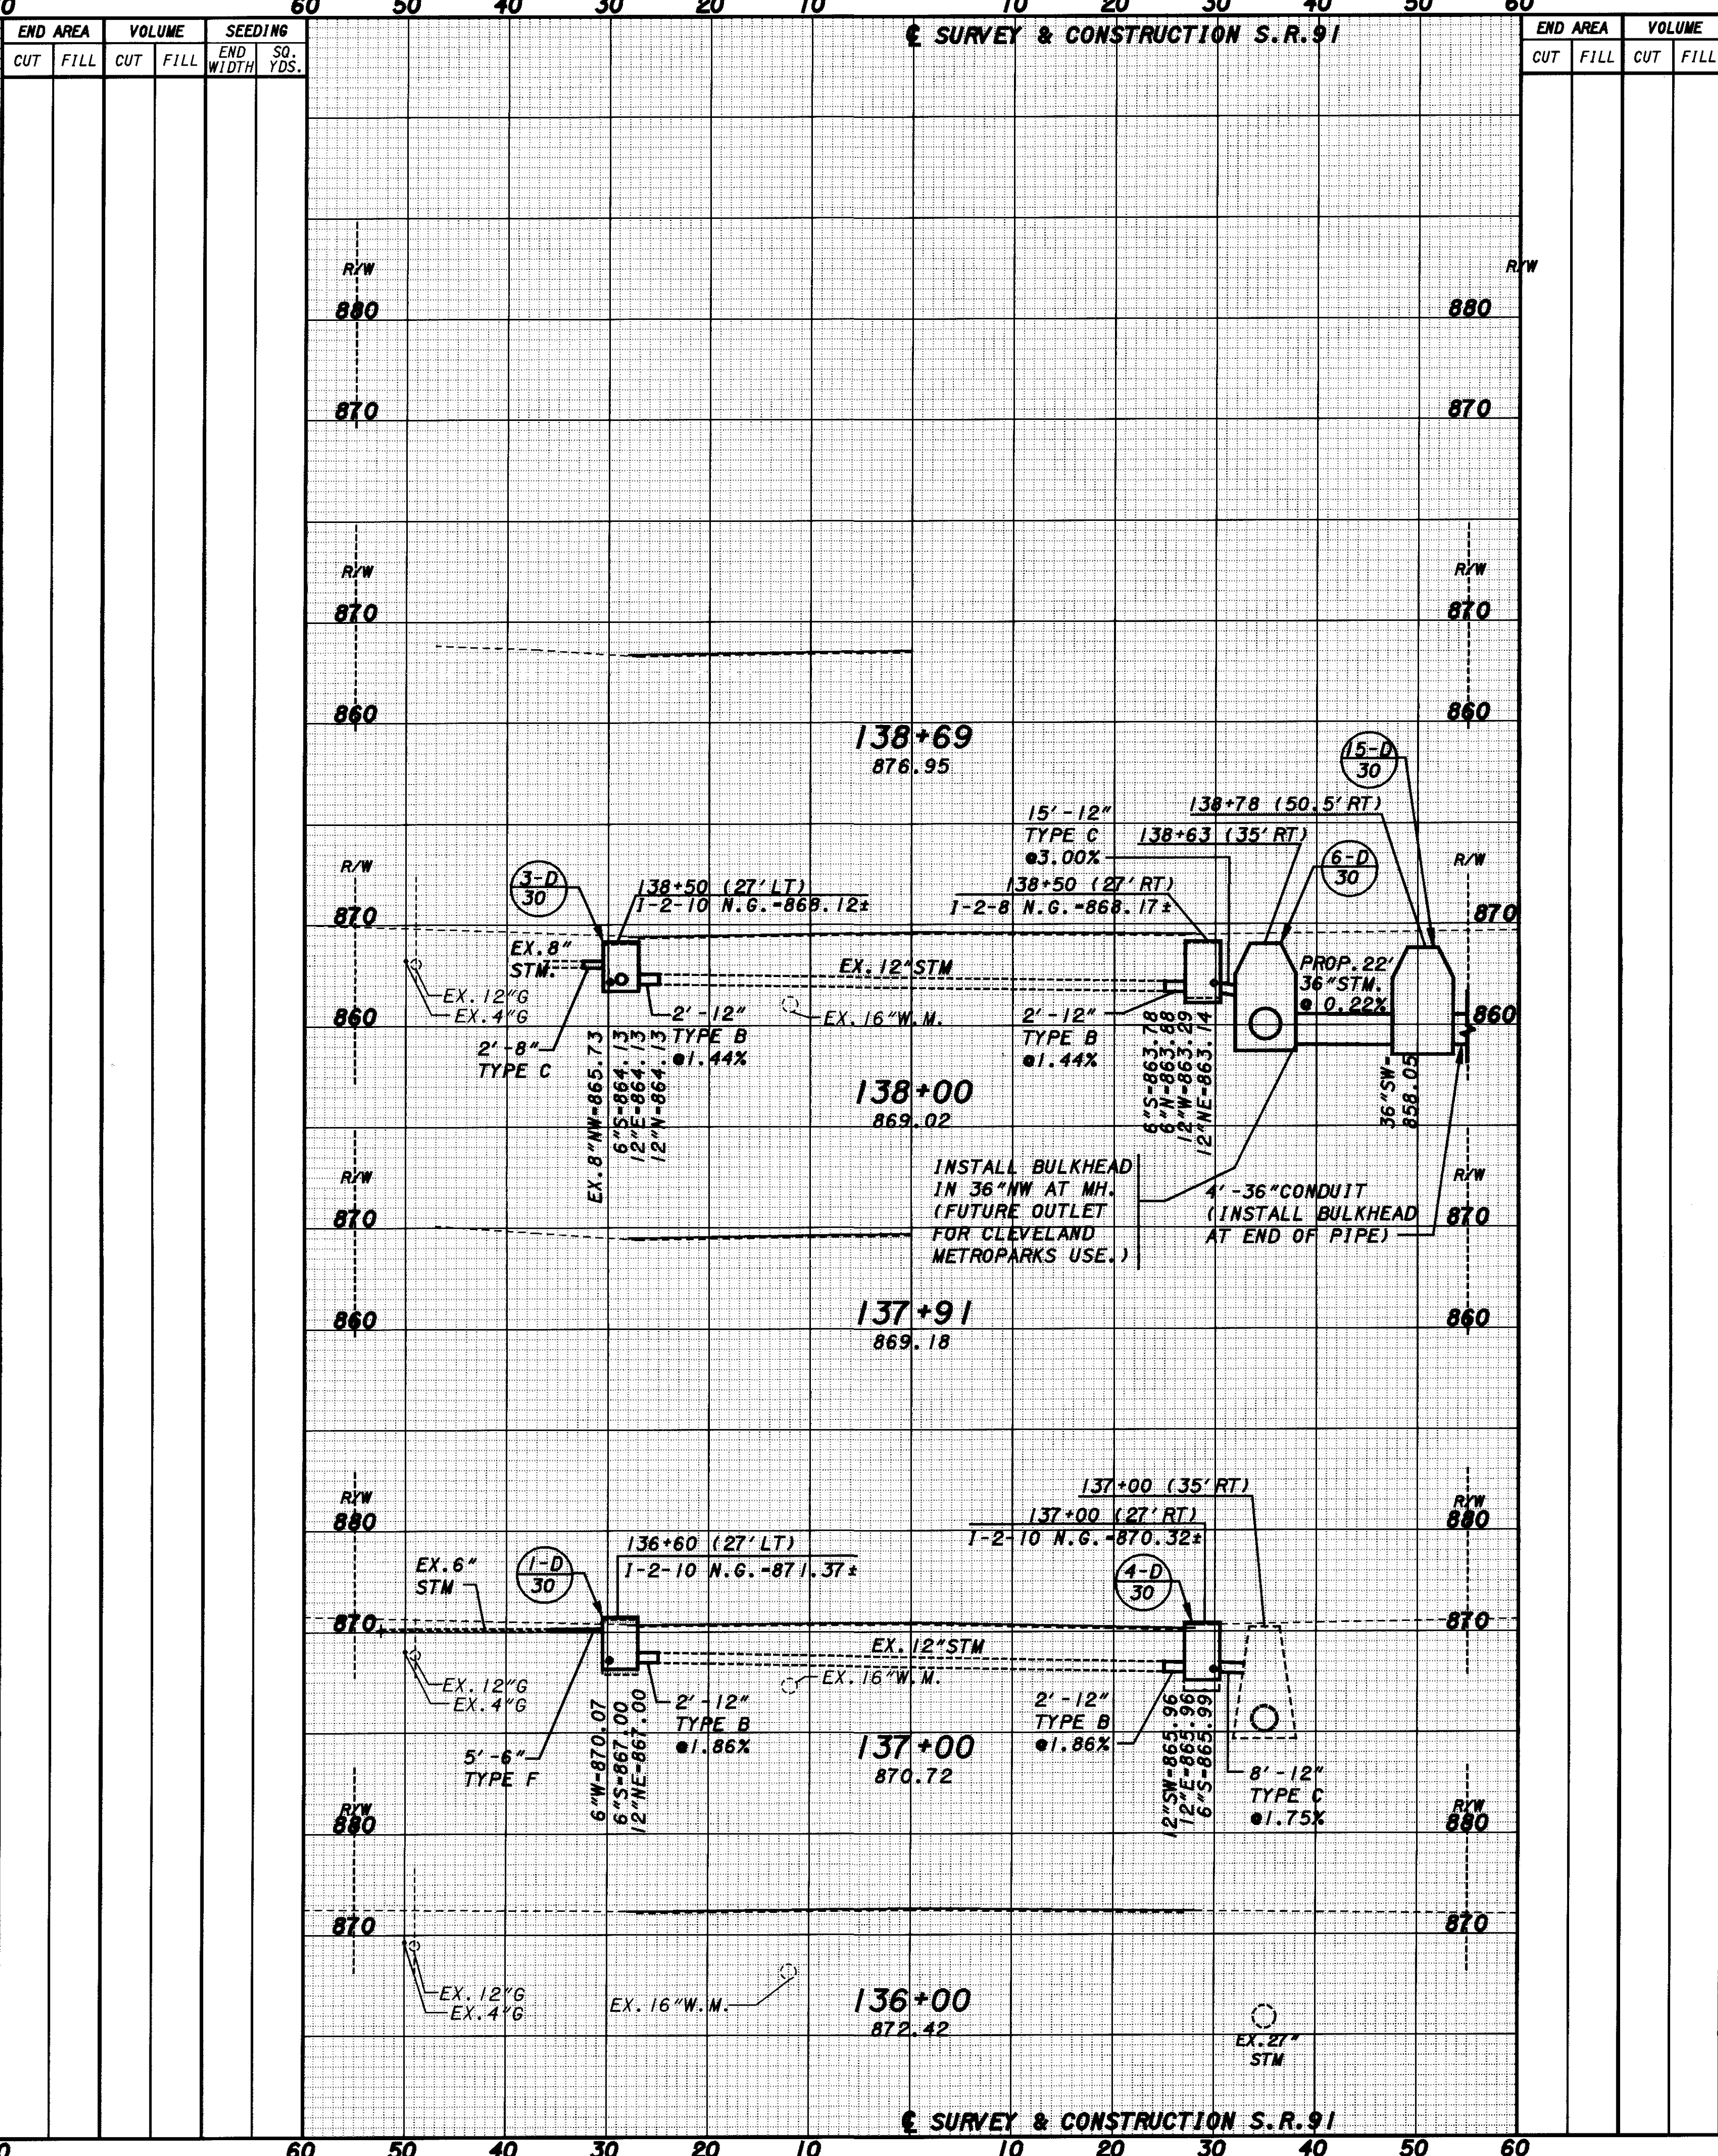 0 60 50 40 30 20 10 10 20 30 40 50 60
END AREA VOLUME SEEDING
CUT FILL CUT FILL END WIDTH SQ. YDS.
℄ SURVEY & CONSTRUCTION S.R.91
END AREA VOLUME
CUT FILL CUT FILL
R/W R/W
880 880
870 870
R/W R/W
870 870
860 860
138+69
876.95
15-D
30
15'-12"
TYPE C
@3.00%
138+78 (50.5'RT)
138+63 (35'RT)
6-D
30
R/W R/W
3-D
30
138+50 (27'LT)
I-2-10 N.G.=868.12±
138+50 (27'RT)
I-2-8 N.G.=868.17±
870 870
EX.8"
STM.
EX.12"STM
PROP.22'
36"STM.
@ 0.22%
EX.12"G
EX.4"G
EX.16"W.M.
860 860
2'-8"
TYPE C
2'-12"
TYPE B
@1.44%
2'-12"
TYPE B
@1.44%
EX.8"NW=865.73
6"S=864.13
12"E=864.13
12"N=864.13
6"S=863.78
6"N=863.88
12"W=863.29
12"NE=863.14
36"SW=
858.05
138+00
869.02
R/W R/W
INSTALL BULKHEAD
IN 36"NW AT MH.
(FUTURE OUTLET
FOR CLEVELAND
METROPARKS USE.)
4'-36"CONDUIT
(INSTALL BULKHEAD
AT END OF PIPE)
870 870
860 860
137+91
869.18
R/W R/W
880 880
137+00 (35'RT)
137+00 (27'RT)
I-2-10 N.G.=870.32±
136+60 (27'LT)
I-2-10 N.G.=871.37±
EX.6"
STM
1-D
30
4-D
30
870 870
EX.12"STM
EX.16"W.M.
EX.12"G
EX.4"G
5'-6"
TYPE F
2'-12"
TYPE B
@1.86%
2'-12"
TYPE B
@1.86%
6"W=870.07
6"S=867.00
12"NE=867.00
12"SW=865.96
12"E=865.96
6"S=865.99
8'-12"
TYPE C
@1.75%
137+00
870.72
R/W R/W
880 880
870 870
EX.12"G
EX.4"G
EX.16"W.M.
136+00
872.42
EX.27"
STM
℄ SURVEY & CONSTRUCTION S.R.91
0 60 50 40 30 20 10 10 20 30 40 50 60